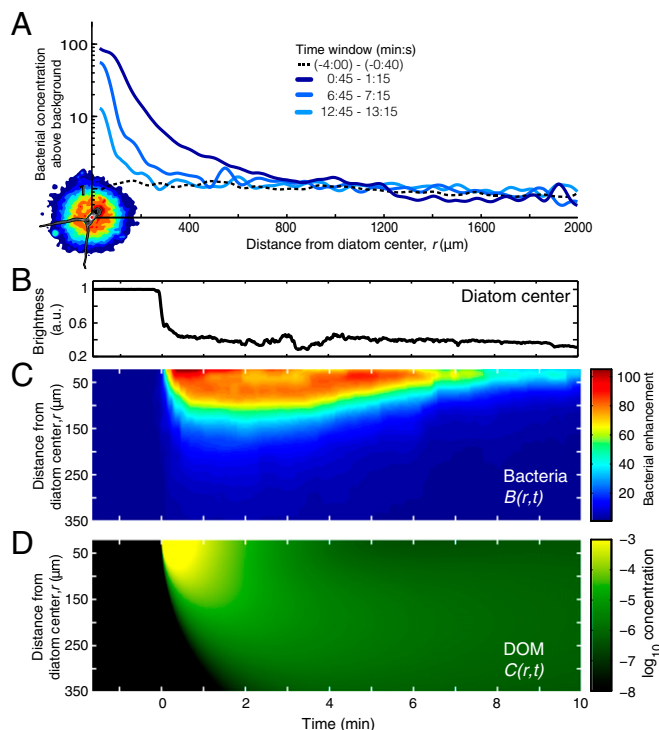 A
Bacterial concentration
above background
100
10
1
Time window (min:s)
(-4:00) - (-0:40)
0:45 - 1:15
6:45 - 7:15
12:45 - 13:15
200 600 1000 1400 1600 2000
Distance from diatom center, r (μm)
B
Brightness
(a.u.)
1
0.6
0.2
Diatom center
C
Distance from
diatom center, r (μm)
50
150
250
350
Bacteria
B(r,t)
100
80
60
40
20
Bacterial enhancement
D
Distance from
diatom center, r (μm)
50
150
250
350
DOM
C(r,t)
-3
-4
-5
-6
-7
-8
log10 concentration
0 2 4 6 8 10
Time (min)